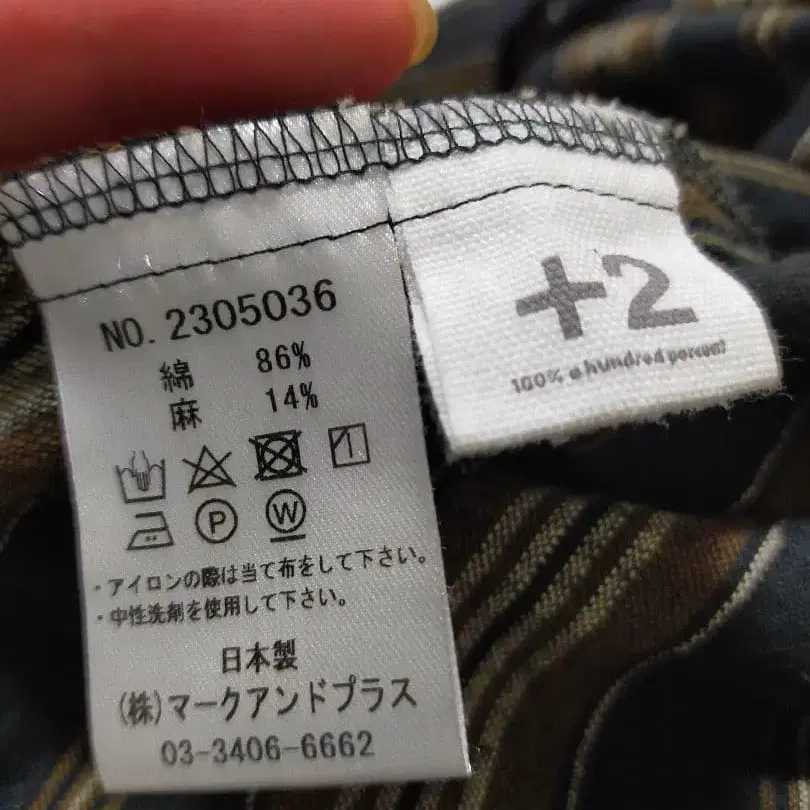 NO. 2305036
綿 86%
麻 14%
P W
・アイロンの際は当て布をして下さい。
・中性洗剤を使用して下さい。
日本製
(株)マークアンドプラス
03-3406-6662
+2
100% a hundred percent